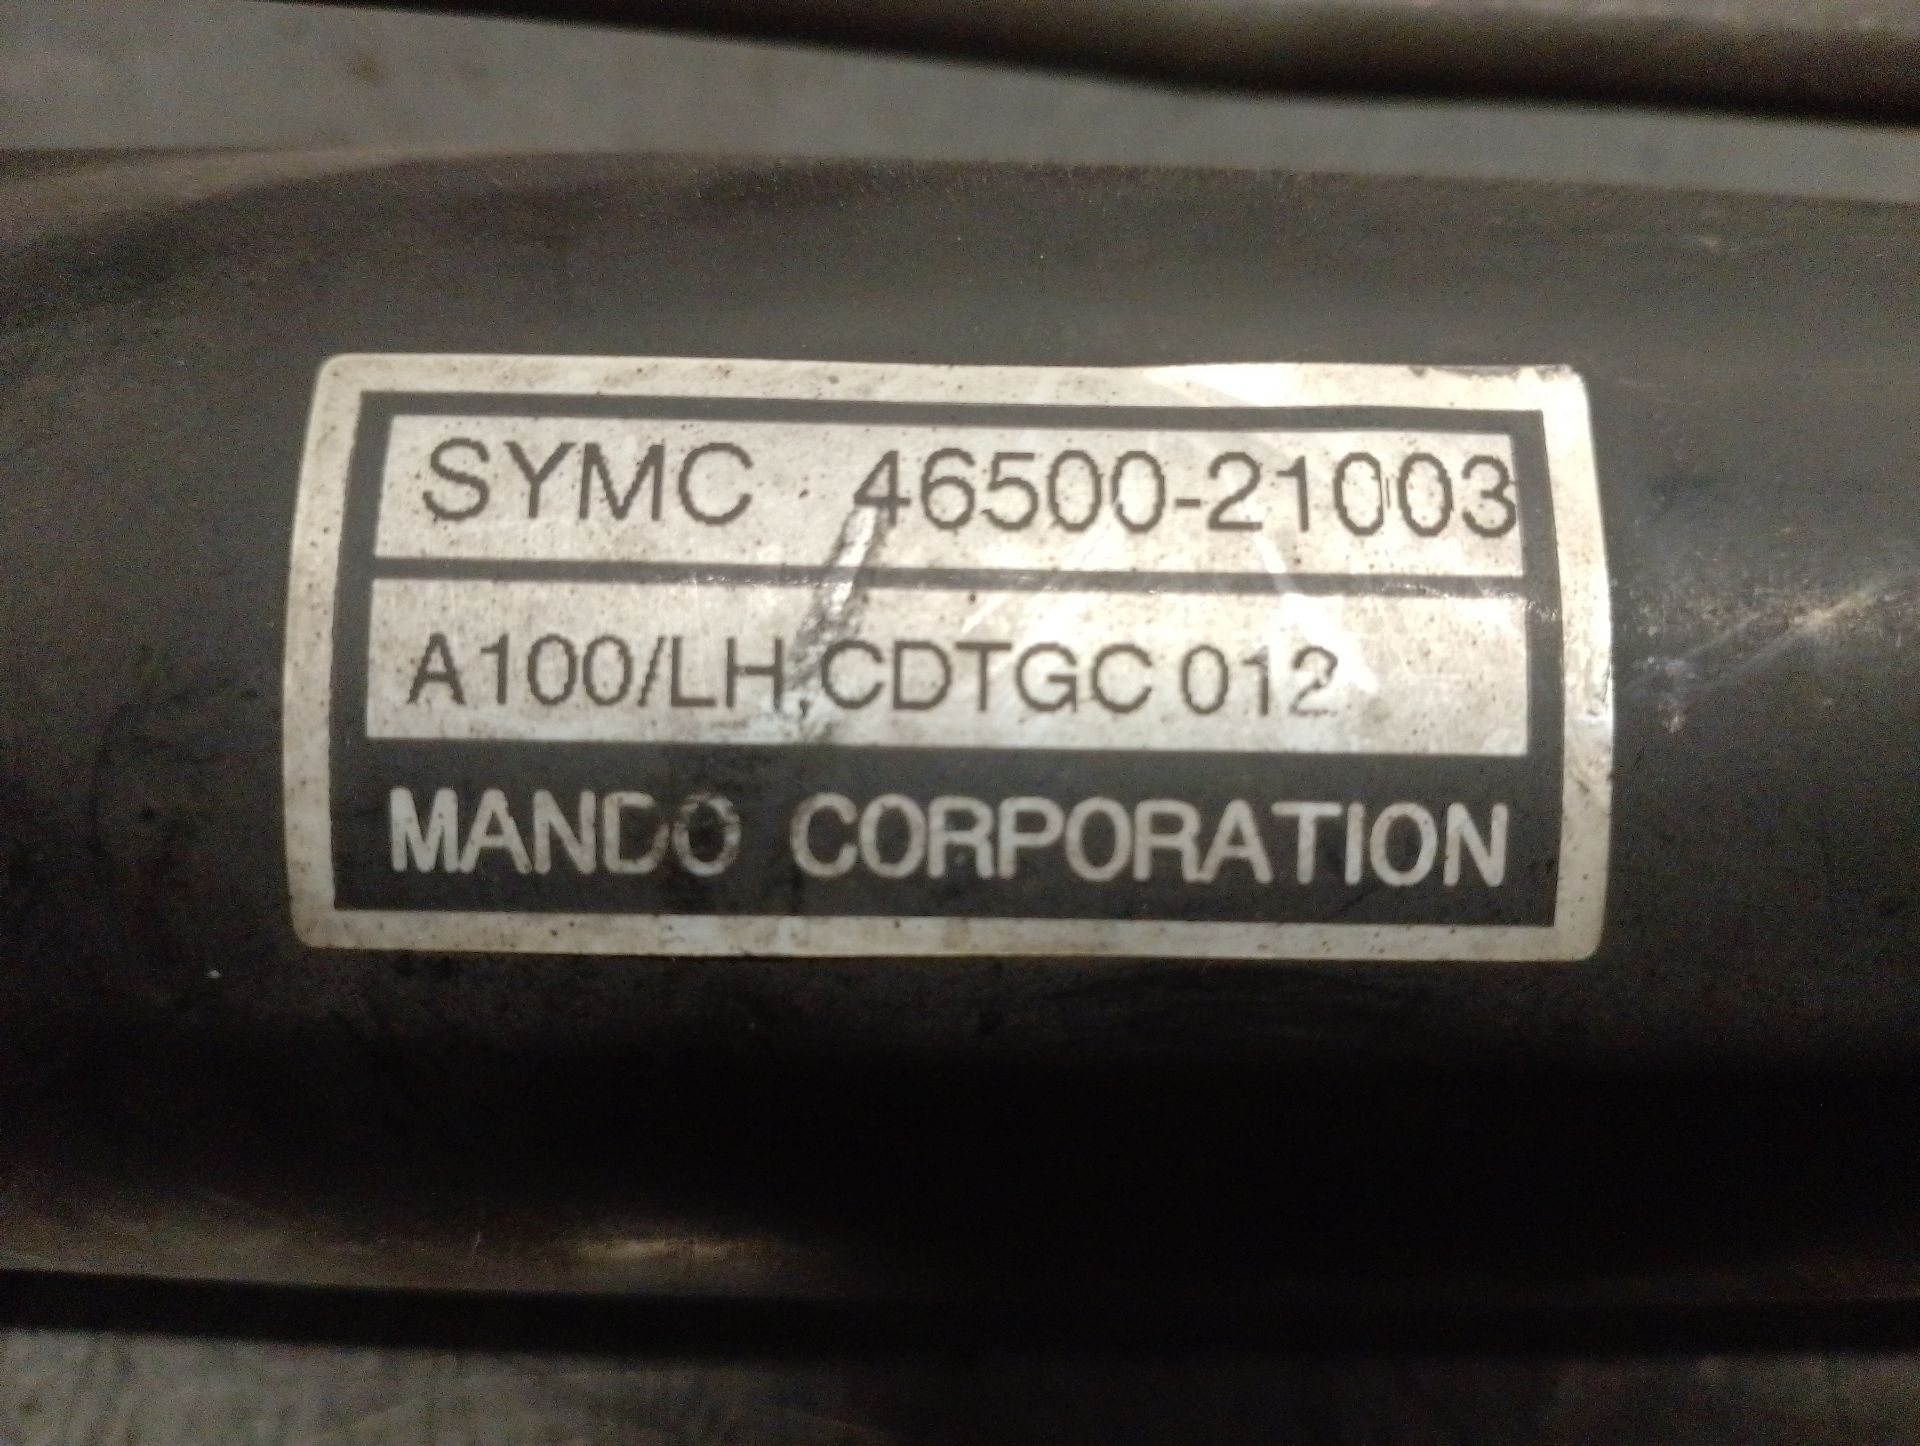 SYMC 46500-21003
A100/LH, CDTGC 012
MANDO CORPORATION